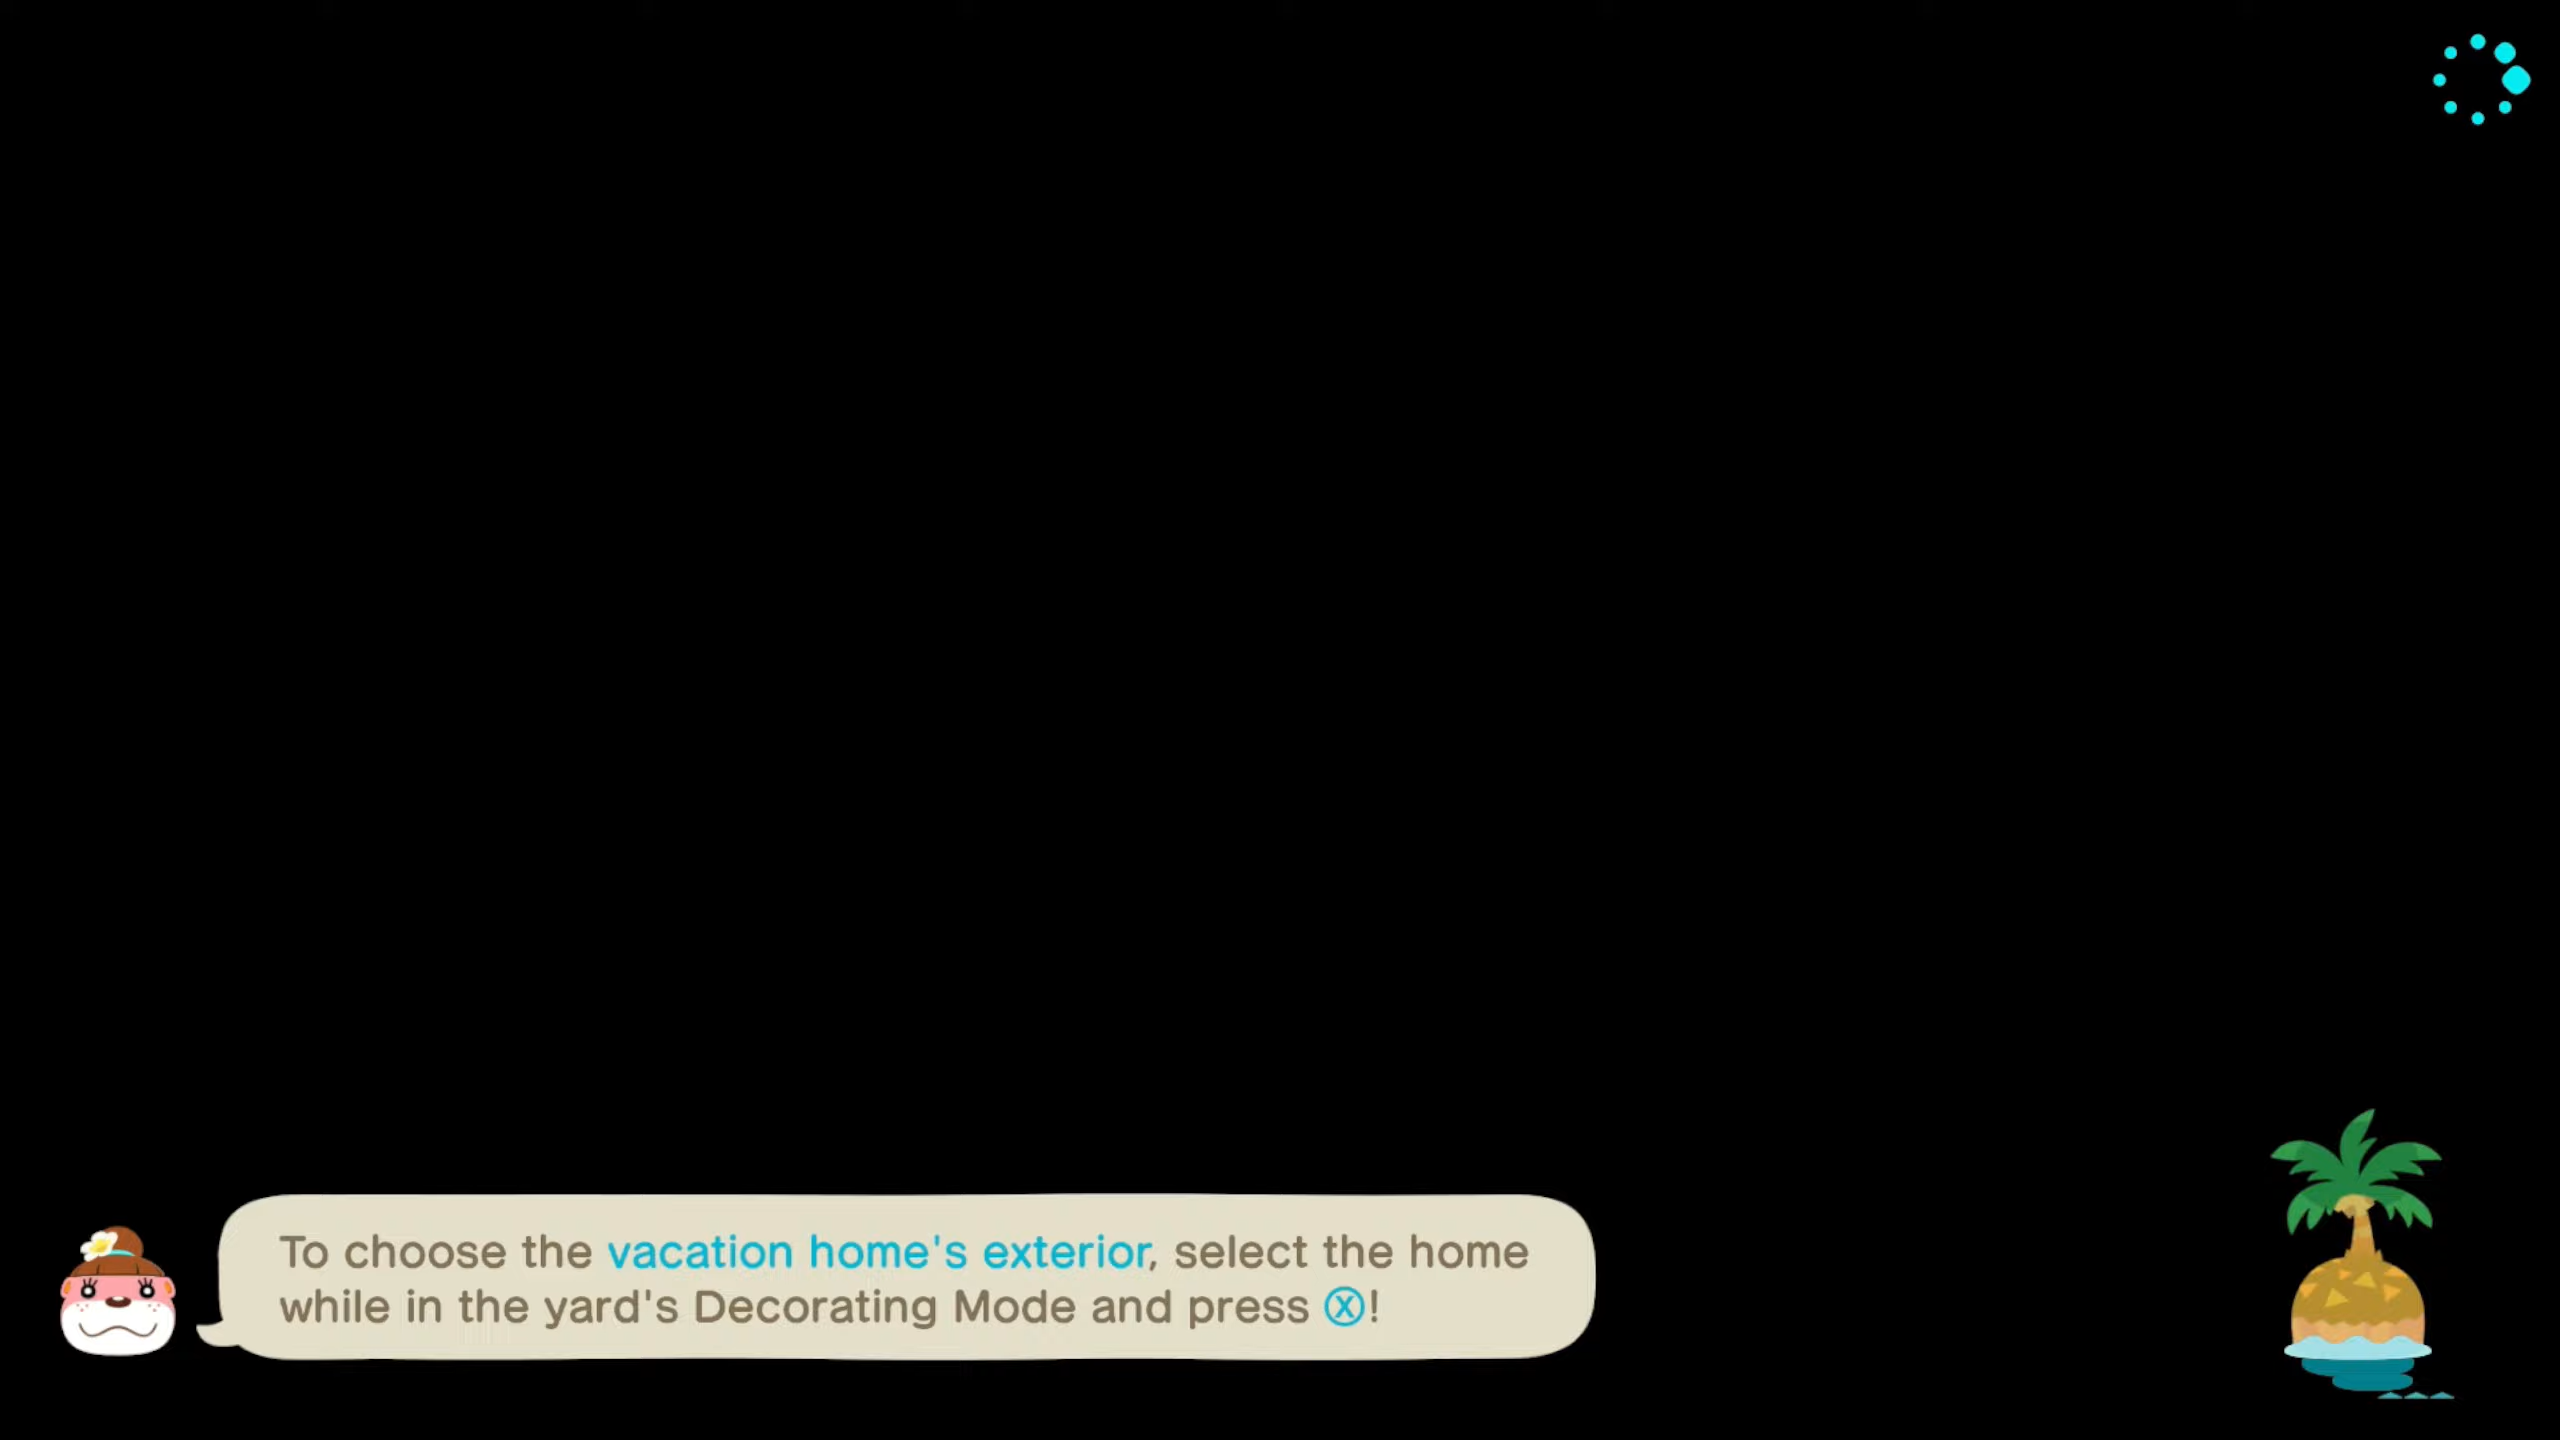 To choose the vacation home's exterior, select the home
while in the yard's Decorating Mode and press Ⓧ!